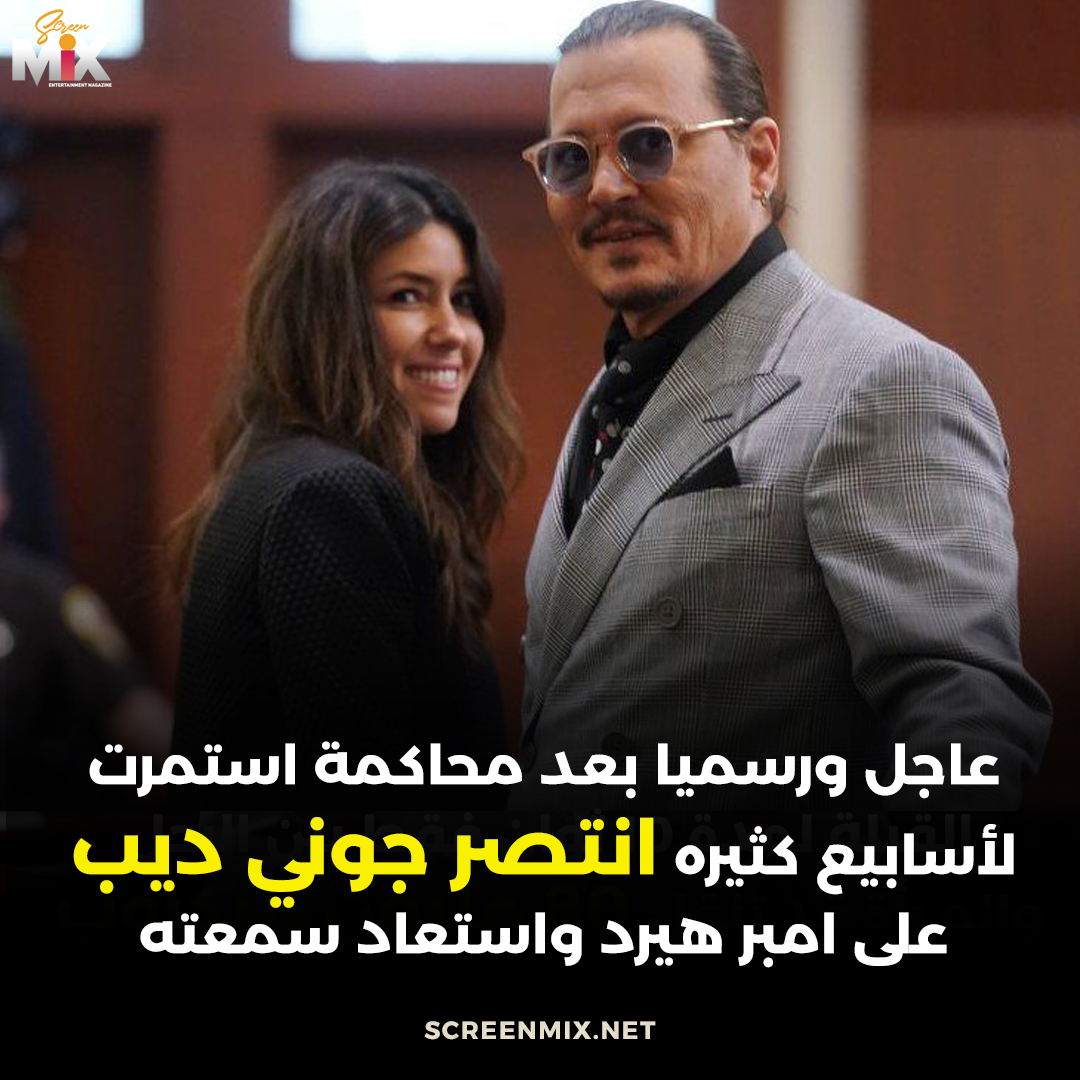 Screen
MiX
ENTERTAINMENT MAGAZINE
عاجل ورسميا بعد محاكمة استمرت
لأسابيع كثيره انتصر جوني ديب
على امبر هيرد واستعاد سمعته
SCREENMIX.NET